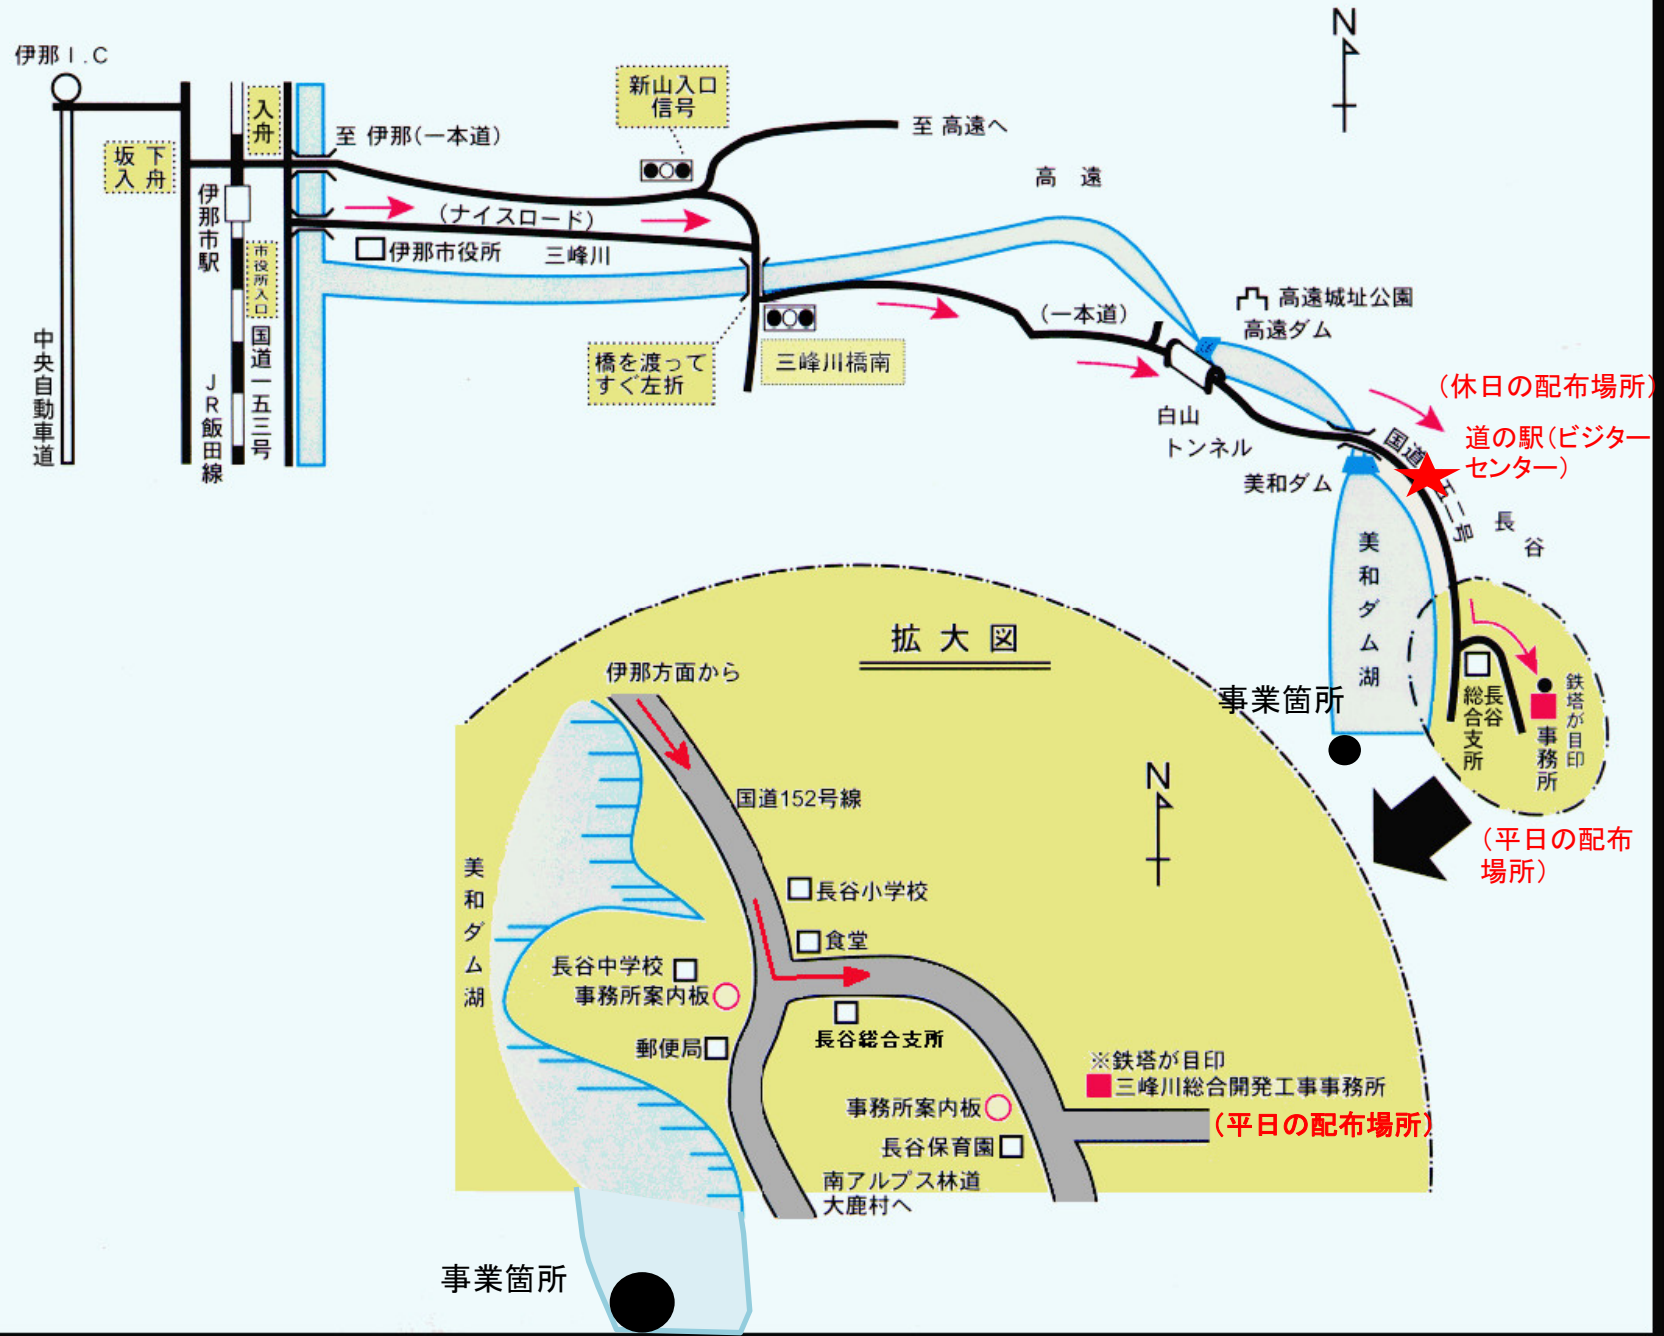 伊那I.C
坂下
入舟
入舟
至 伊那(一本道)
新山入口
信号
至 高遠へ
N
高遠
伊那市駅
(ナイスロード)
伊那市役所
三峰川
市役所入口
国道一五三号
中央自動車道
JR飯田線
橋を渡って
すぐ左折
三峰川橋南
(一本道)
高遠城址公園
高遠ダム
白山
トンネル
(休日の配布場所)
道の駅(ビジター
センター)
国道
五二号
美和ダム
長谷
美和ダム湖
事業箇所
長谷
総合支所
鉄塔が目印
事務所
(平日の配布
場所)
拡大図
伊那方面から
N
国道152号線
美和ダム湖
長谷小学校
食堂
長谷中学校
事務所案内板
長谷総合支所
郵便局
※鉄塔が目印
三峰川総合開発工事事務所
(平日の配布場所)
事務所案内板
長谷保育園
南アルプス林道
大鹿村へ
事業箇所